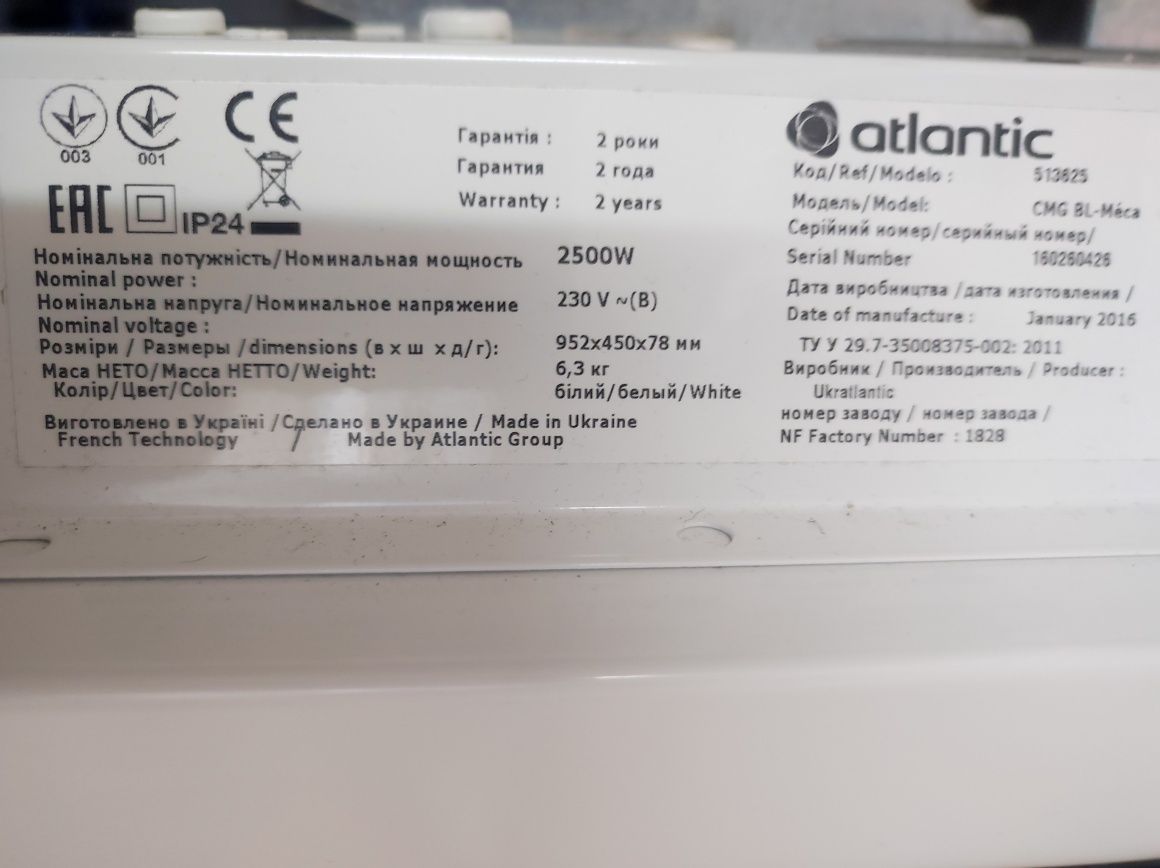 003 001
CE
EAC IP24
Гарантія : 2 роки
Гарантия 2 года
Warranty : 2 years
Номінальна потужність/Номинальная мощность 2500W
Nominal power :
Номінальна напруга/Номинальное напряжение 230 V ~(В)
Nominal voltage :
Розміри / Размеры /dimensions (в х ш х д/г): 952x450x78 мм
Маса НЕТО/Масса НЕТТО/Weight: 6,3 кг
Колір/Цвет/Color: білий/белый/White
Виготовлено в Україні /Сделано в Украине / Made in Ukraine
French Technology / Made by Atlantic Group
atlantic
Код/Ref/Modelo : 513625
Модель/Model: CMG BL-Méca
Серійний номер/серийный номер/
Serial Number 160260426
Дата виробництва /дата изготовления /
Date of manufacture : January 2016
ТУ У 29.7-35008375-002: 2011
Виробник / Производитель / Producer :
Ukratlantic
номер заводу / номер завода /
NF Factory Number : 1828